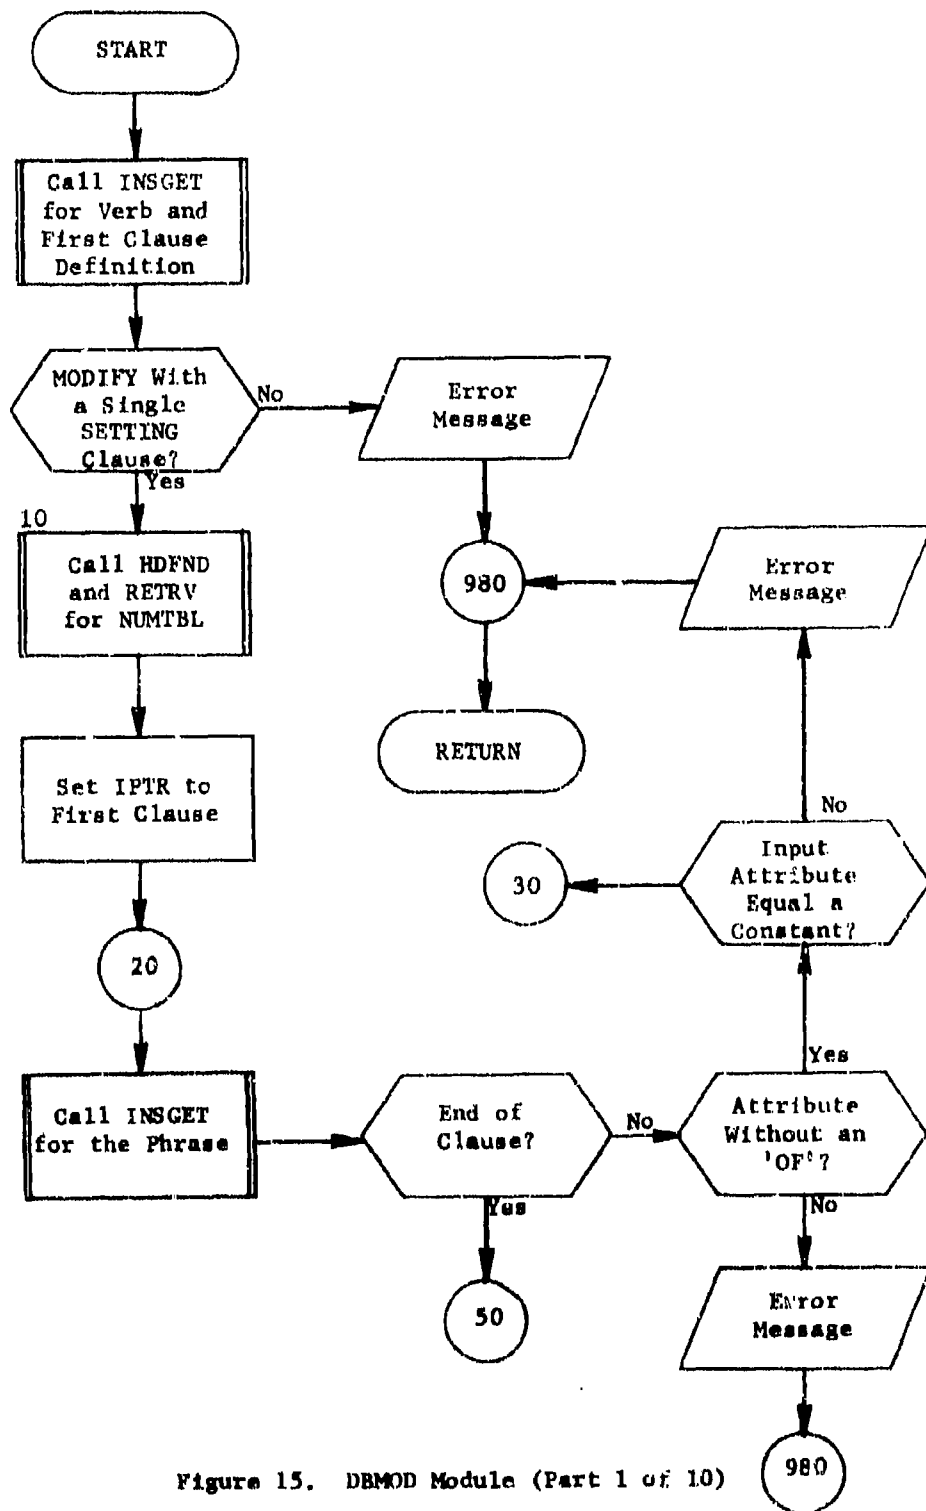 START
Call INSGET
for Verb and
First Clause
Definition
MODIFY With
a Single
SETTING
Clause?
No
Error
Message
Yes
10
Call HDFND
and RETRV
for NUMTBL
980
Error
Message
RETURN
Set IPTR to
First Clause
No
Input
Attribute
Equal a
Constant?
30
20
Yes
Call INSGET
for the Phrase
End of
Clause?
No
Attribute
Without an
'OF'?
Yes
No
50
Error
Message
980
Figure 15. DBMOD Module (Part 1 of 10)